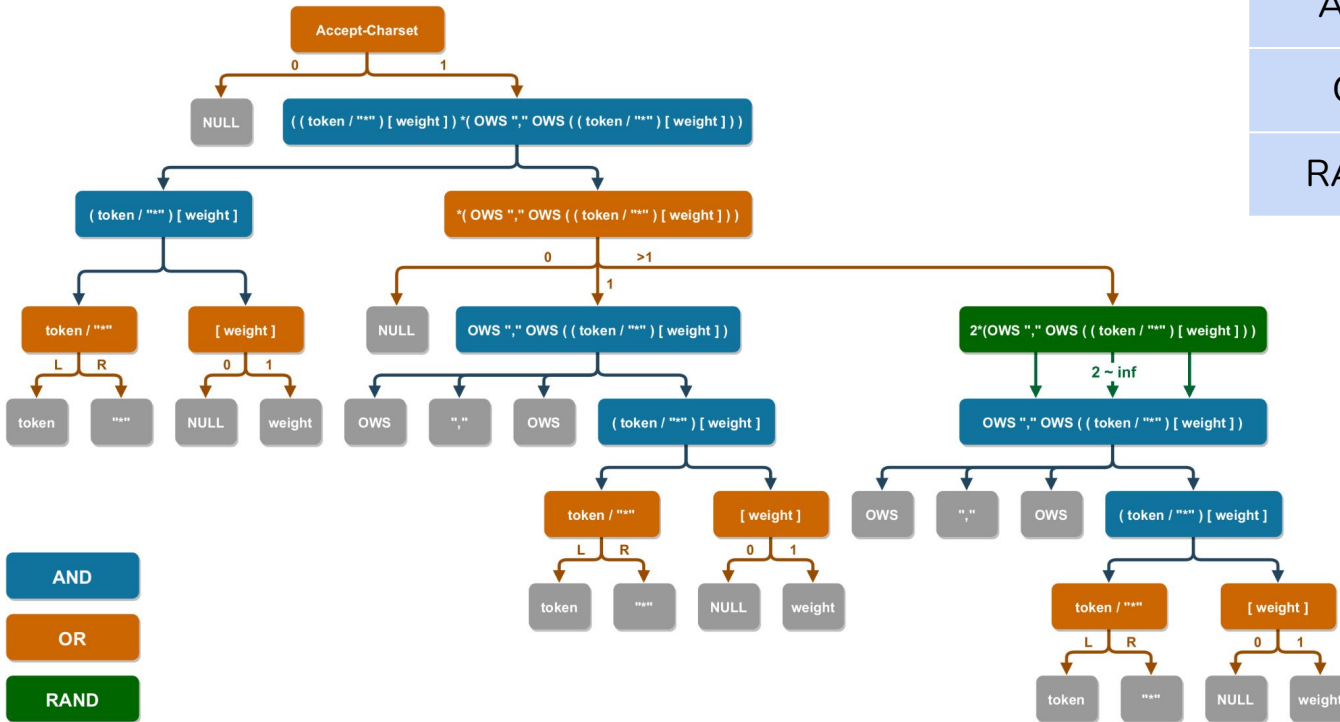 Accept-Charset
0 1
NULL
( ( token / "*" ) [ weight ] ) *( OWS "," OWS ( ( token / "*" ) [ weight ] ) )
( token / "*" ) [ weight ]
*( OWS "," OWS ( ( token / "*" ) [ weight ] ) )
0 >1
1
token / "*"
[ weight ]
NULL
OWS "," OWS ( ( token / "*" ) [ weight ] )
2*(OWS "," OWS ( ( token / "*" ) [ weight ] ) )
L R
0 1
2 ~ inf
token
"*"
NULL
weight
OWS
","
OWS
( token / "*" ) [ weight ]
OWS "," OWS ( ( token / "*" ) [ weight ] )
token / "*"
[ weight ]
OWS
","
OWS
( token / "*" ) [ weight ]
L R
0 1
token
"*"
NULL
weight
token / "*"
[ weight ]
L R
0 1
token
"*"
NULL
weight
AND
OR
RAND